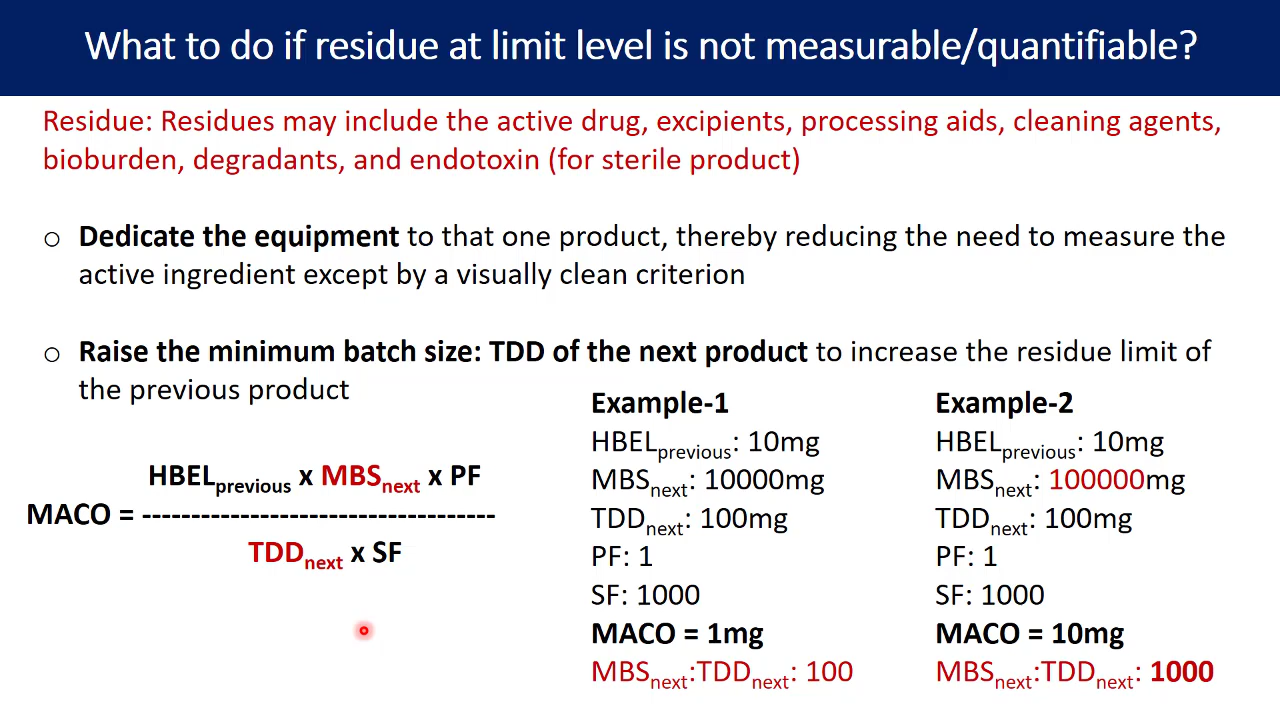 What to do if residue at limit level is not measurable/quantifiable?
Residue: Residues may include the active drug, excipients, processing aids, cleaning agents,
bioburden, degradants, and endotoxin (for sterile product)
○ Dedicate the equipment to that one product, thereby reducing the need to measure the
active ingredient except by a visually clean criterion
○ Raise the minimum batch size: TDD of the next product to increase the residue limit of
the previous product
HBELprevious x MBSnext x PF
MACO = ------------------------------------
TDDnext x SF
Example-1
HBELprevious: 10mg
MBSnext: 10000mg
TDDnext: 100mg
PF: 1
SF: 1000
MACO = 1mg
MBSnext:TDDnext: 100
Example-2
HBELprevious: 10mg
MBSnext: 100000mg
TDDnext: 100mg
PF: 1
SF: 1000
MACO = 10mg
MBSnext:TDDnext: 1000